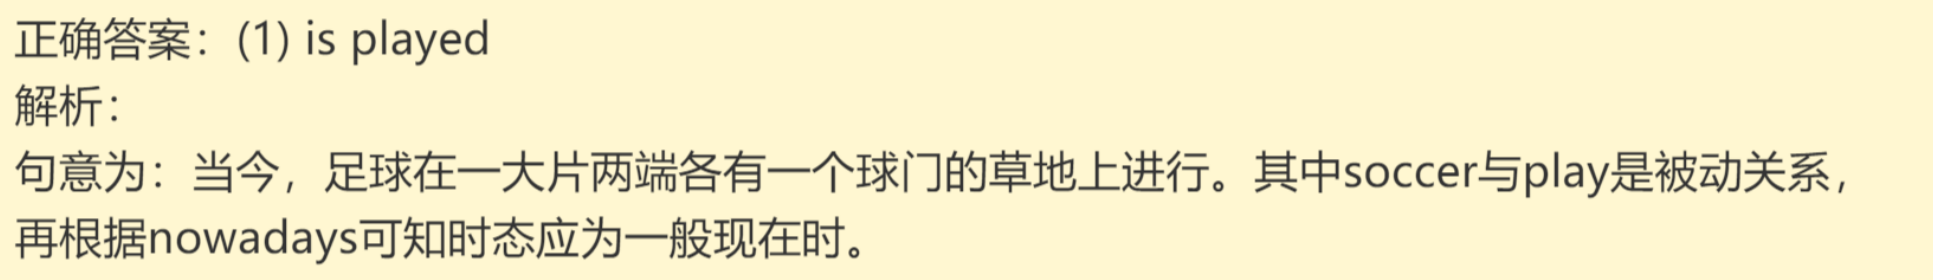 正确答案：(1) is played
解析：
句意为：当今，足球在一大片两端各有一个球门的草地上进行。其中soccer与play是被动关系，
再根据nowadays可知时态应为一般现在时。